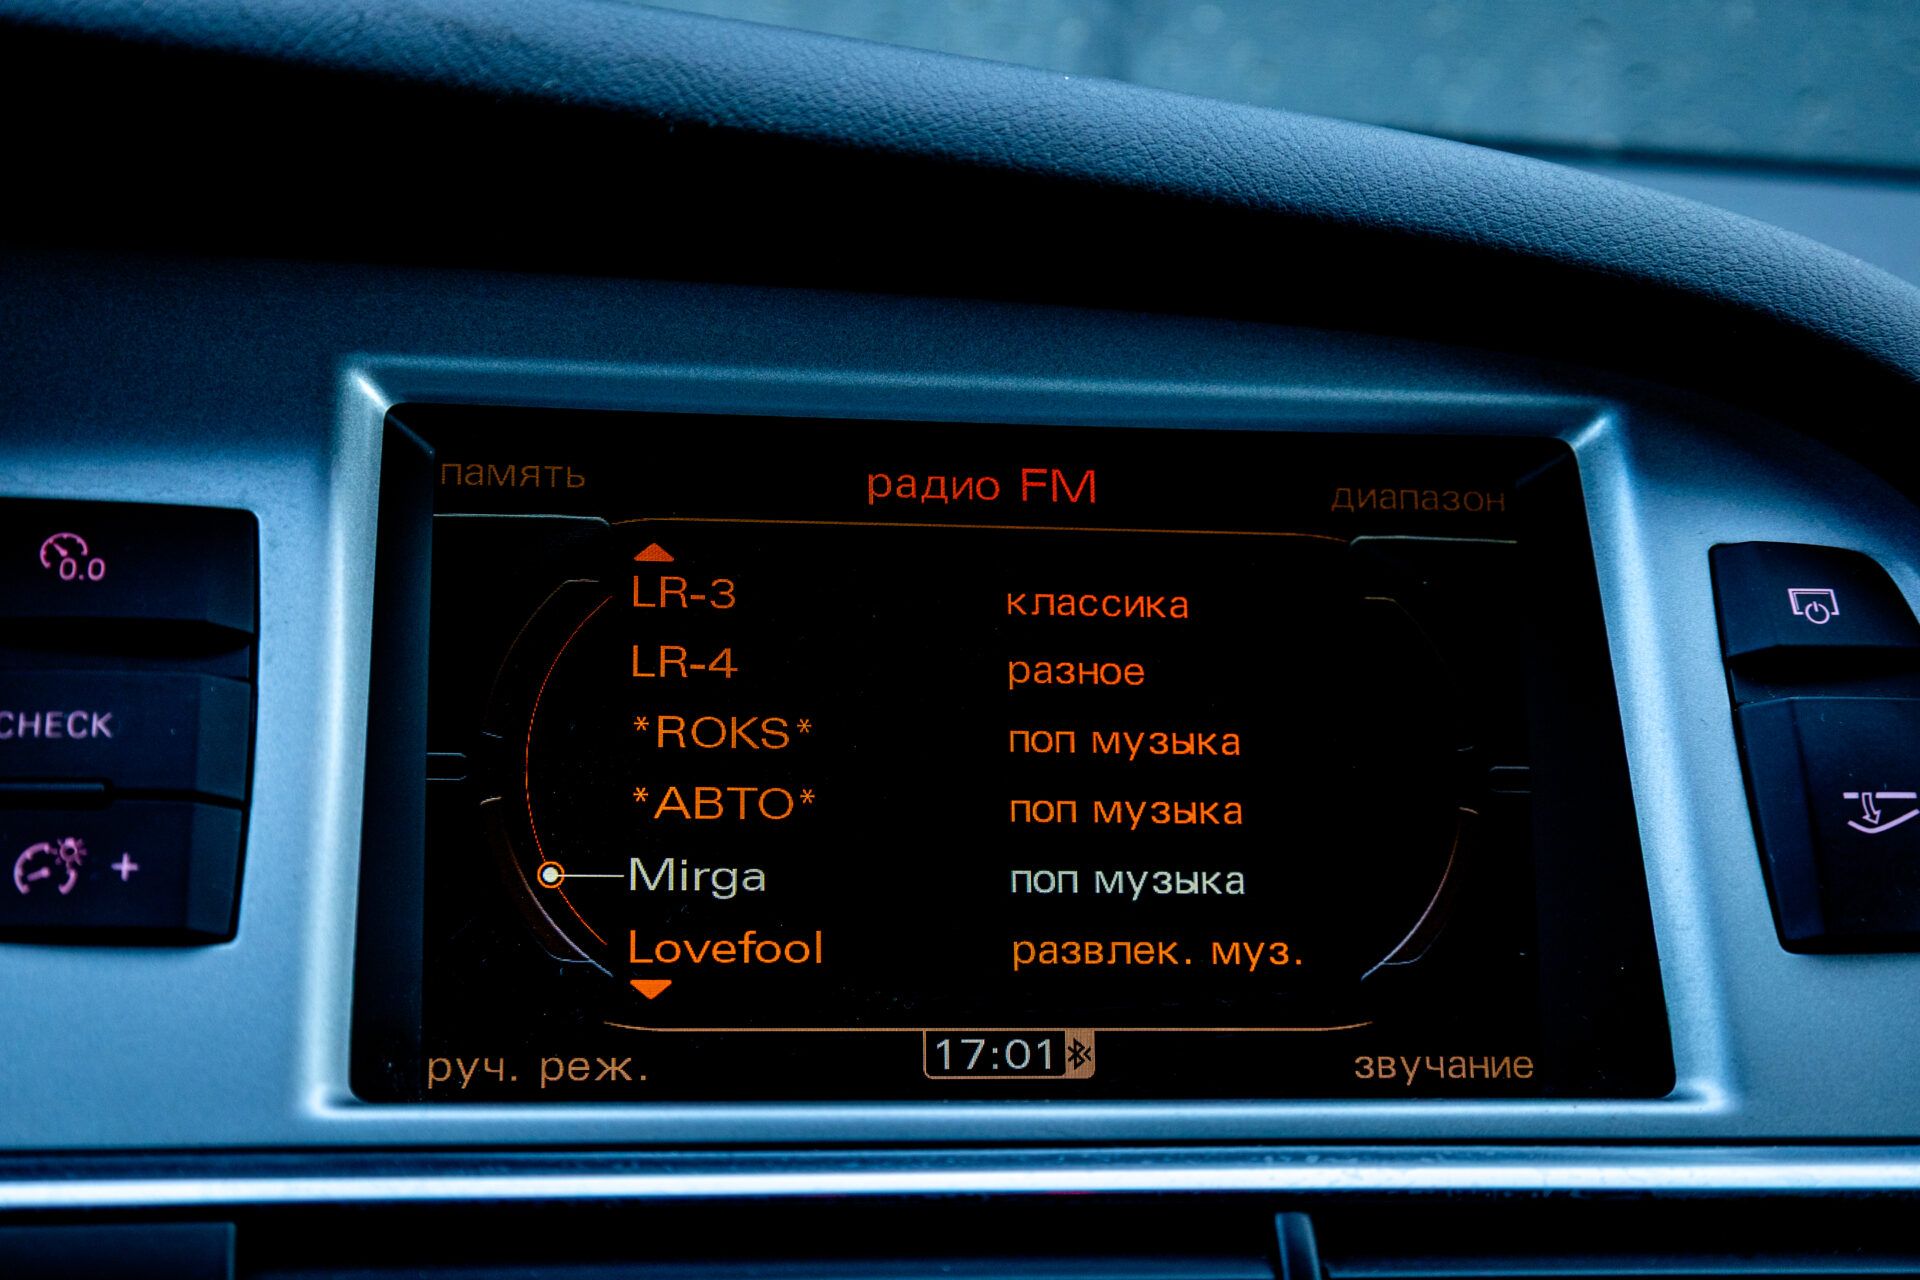 память радио FM диапазон
LR-3 классика
LR-4 разное
*ROKS* поп музыка
*АВТО* поп музыка
Mirga поп музыка
Lovefool развлек. муз.
руч. реж. 17:01 звучание
0.0
CHECK
+